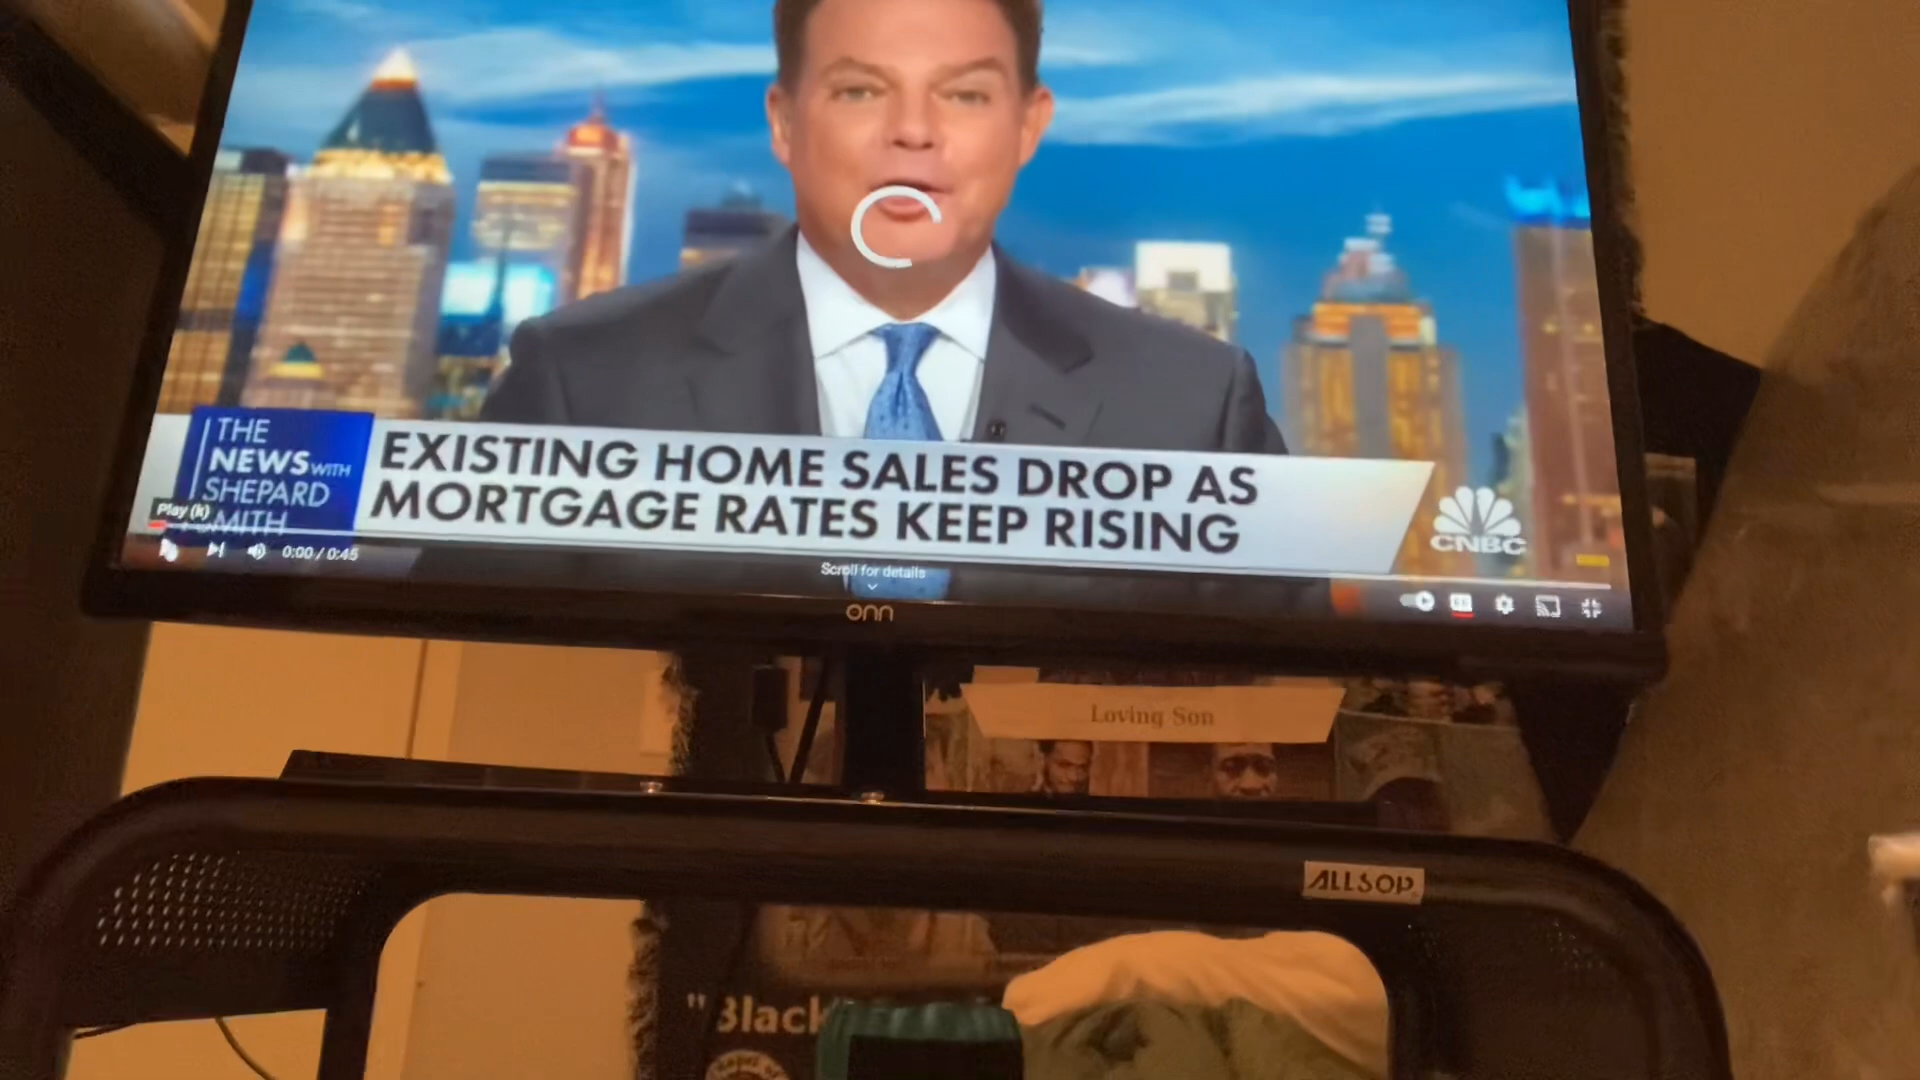 THE
NEWS WITH
SHEPARD
SMITH
EXISTING HOME SALES DROP AS
MORTGAGE RATES KEEP RISING
CNBC
Play (k)
0:00 / 0:45
Scroll for details
onn
Loving Son
ALLSOP
"Black